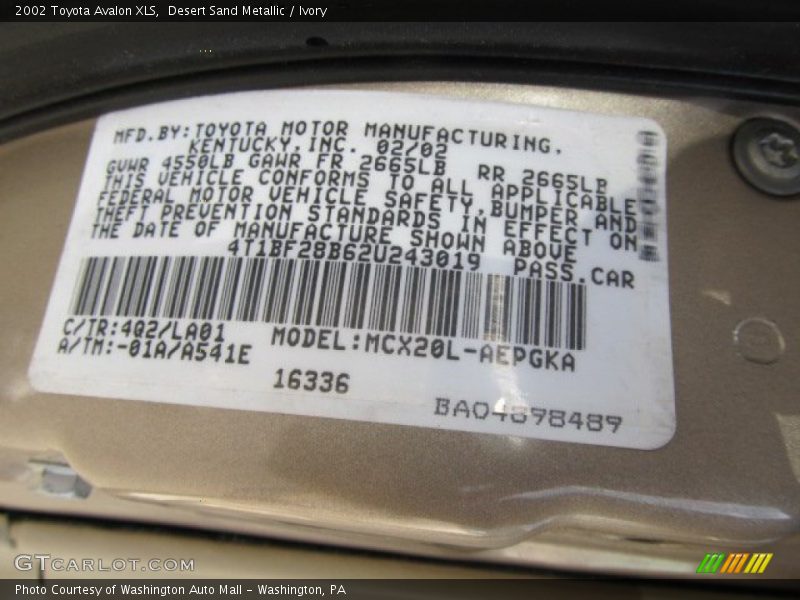 2002 Toyota Avalon XLS, Desert Sand Metallic / Ivory
MFD.BY:TOYOTA MOTOR MANUFACTURING.
KENTUCKY,INC. 02/02
GVWR 4550LB GAWR FR 2665LB RR 2665LB
THIS VEHICLE CONFORMS TO ALL APPLICABLE
FEDERAL MOTOR VEHICLE SAFETY,BUMPER AND
THEFT PREVENTION STANDARDS IN EFFECT ON
THE DATE OF MANUFACTURE SHOWN ABOVE
4T1BF28B62U243019 PASS.CAR
C/TR:4Q2/LA01 MODEL:MCX20L-AEPGKA
A/TM:-01A/A541E
16336
BA04898489
GTCARLOT.COM
Photo Courtesy of Washington Auto Mall - Washington, PA